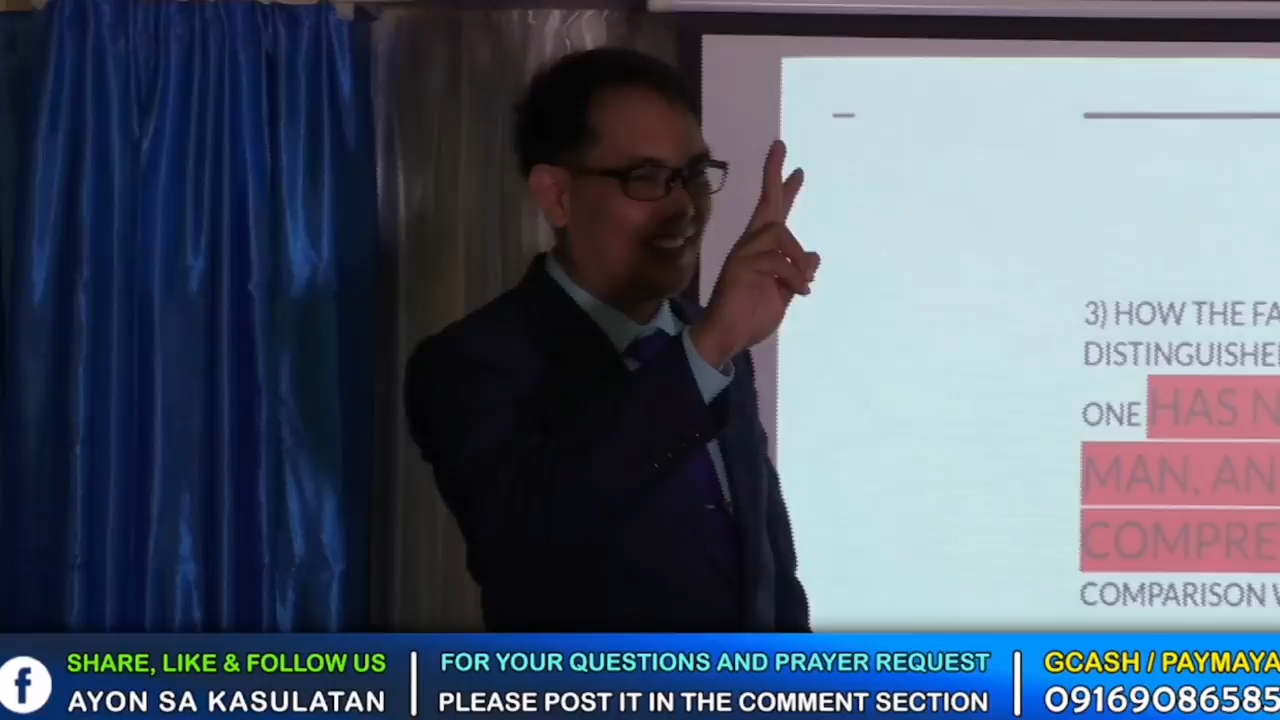 3) HOW THE FA
DISTINGUISHE
ONE HAS N
MAN. AN
COMPRE
COMPARISON
SHARE, LIKE & FOLLOW US
AYON SA KASULATAN
FOR YOUR QUESTIONS AND PRAYER REQUEST
PLEASE POST IT IN THE COMMENT SECTION
GCASH / PAYMAYA
09169086585